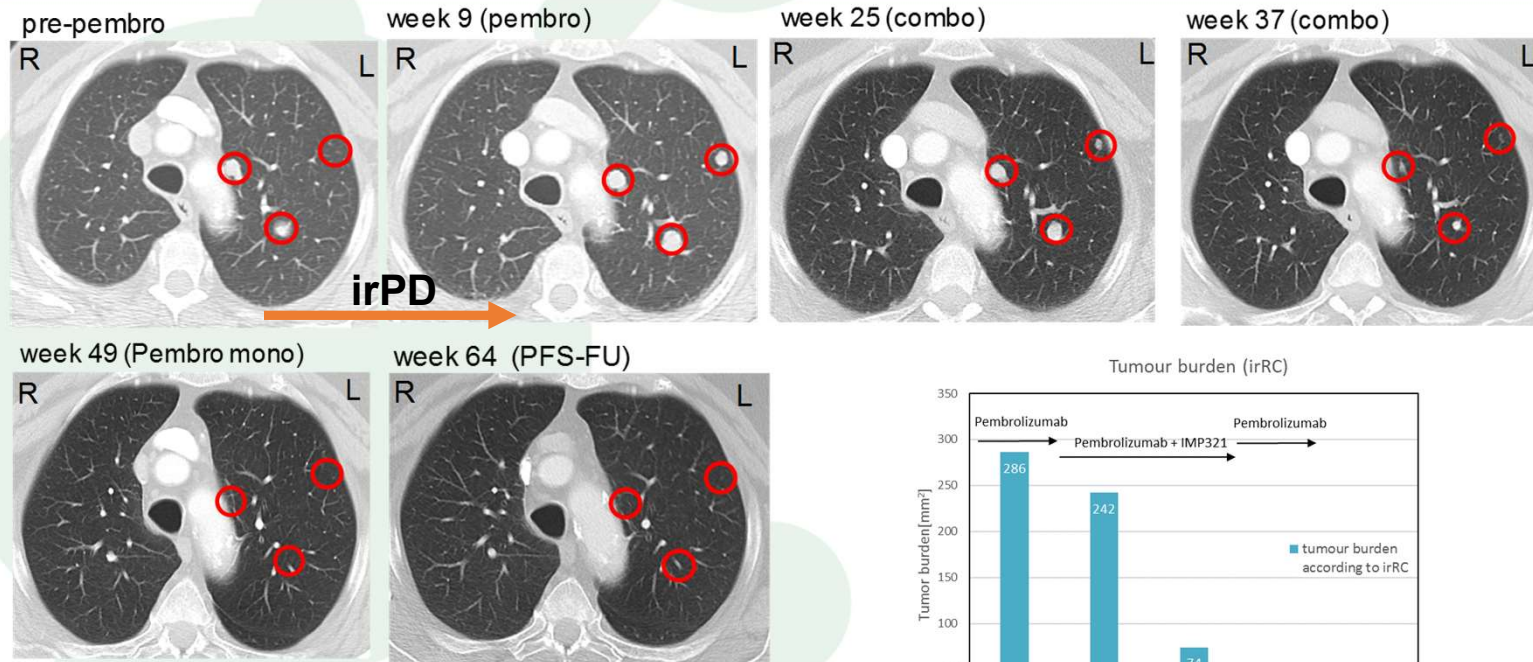 pre-pembro
week 9 (pembro)
week 25 (combo)
week 37 (combo)
R
L
R
L
R
L
R
L
irPD
week 49 (Pembro mono)
week 64 (PFS-FU)
R
L
R
L
Tumour burden (irRC)
350
300
250
200
150
100
Tumor burden[mm²]
Pembrolizumab
Pembrolizumab + IMP321
Pembrolizumab
286
242
74
tumour burden
according to irRC